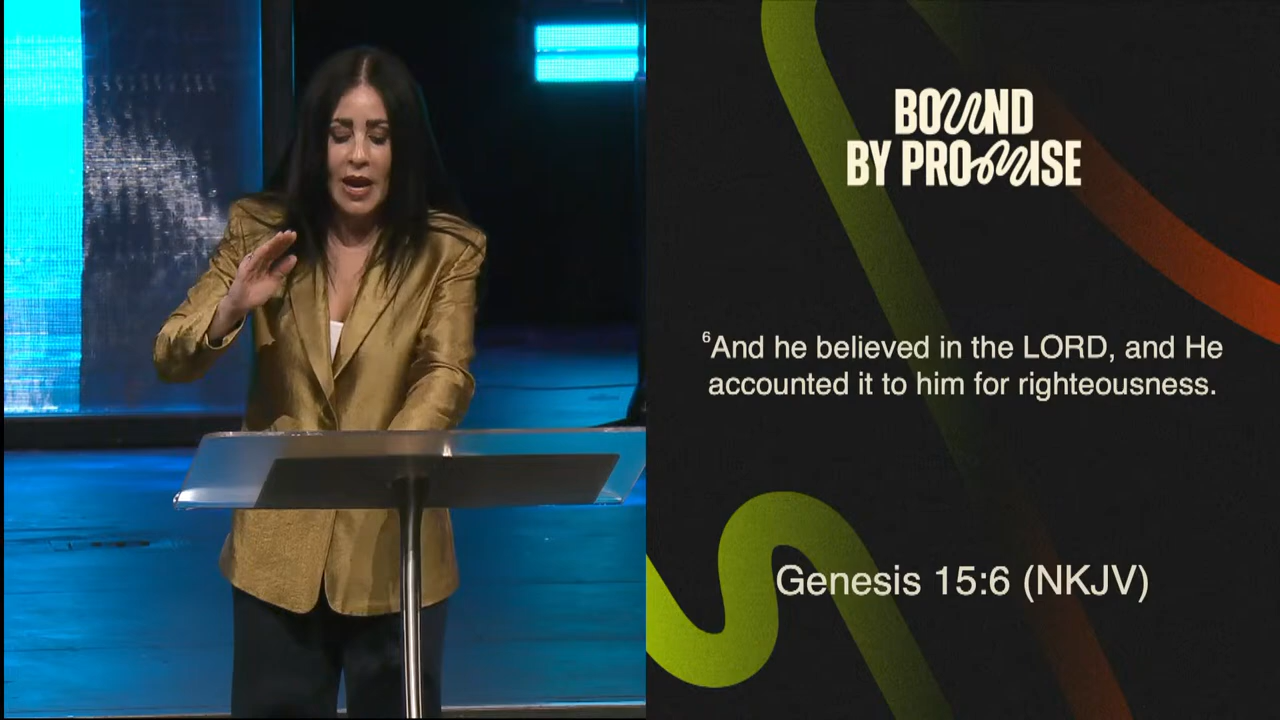 BOUND
BY PROMISE
⁶And he believed in the LORD, and He
accounted it to him for righteousness.
Genesis 15:6 (NKJV)